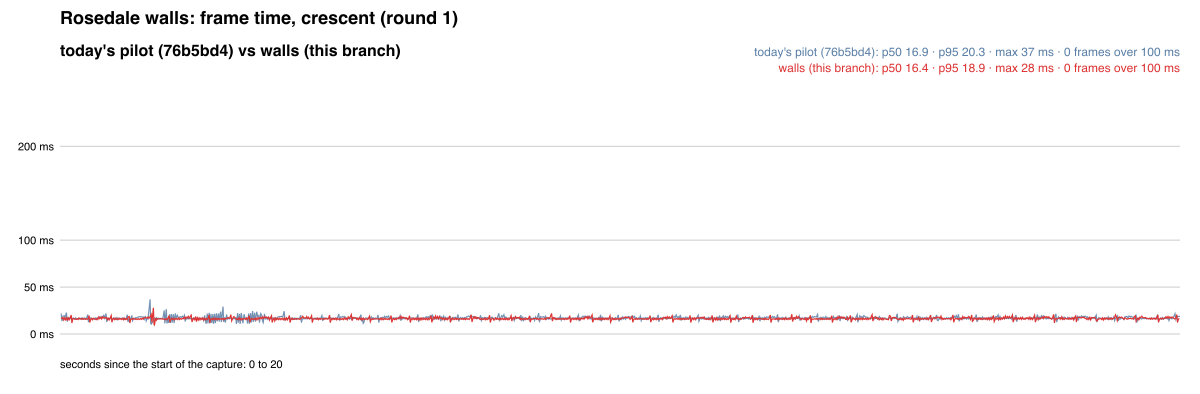 Rosedale walls: frame time, crescent (round 1)
today's pilot (76b5bd4) vs walls (this branch)
today's pilot (76b5bd4): p50 16.9 · p95 20.3 · max 37 ms · 0 frames over 100 ms
walls (this branch): p50 16.4 · p95 18.9 · max 28 ms · 0 frames over 100 ms
200 ms
100 ms
50 ms
0 ms
seconds since the start of the capture: 0 to 20